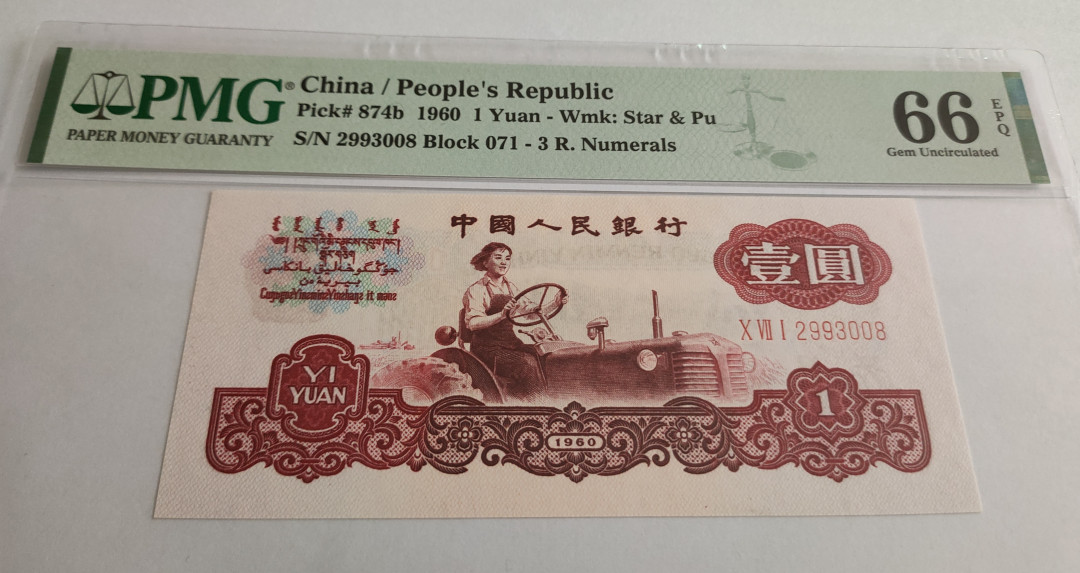 PMG®
PAPER MONEY GUARANTY
China / People's Republic
Pick# 874b 1960 1 Yuan - Wmk: Star & Pu
S/N 2993008 Block 071 - 3 R. Numerals
66
EPQ
Gem Uncirculated
中國人民銀行
壹圓
X VII I 2993008
YI
YUAN
1960
1